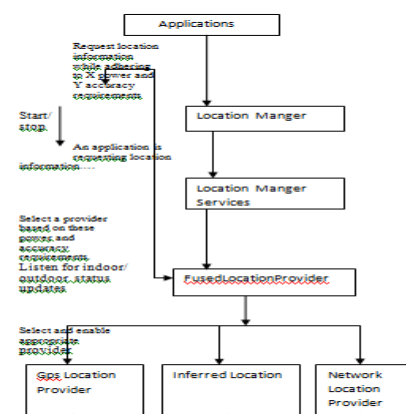 Applications
Request location
information
while adhering
to X power and
Y accuracy
requirements
Location Manger
Start/
stop
An application is
requesting location
information.....
Location Manger
Services
Select a provider
based on these
power and
accuracy
requirements
Listen for indoor/
outdoor status
updates
FusedLocationProvider
Select and enable
appropriate
provider
Gps Location
Provider
Inferred Location
Network
Location
Provider